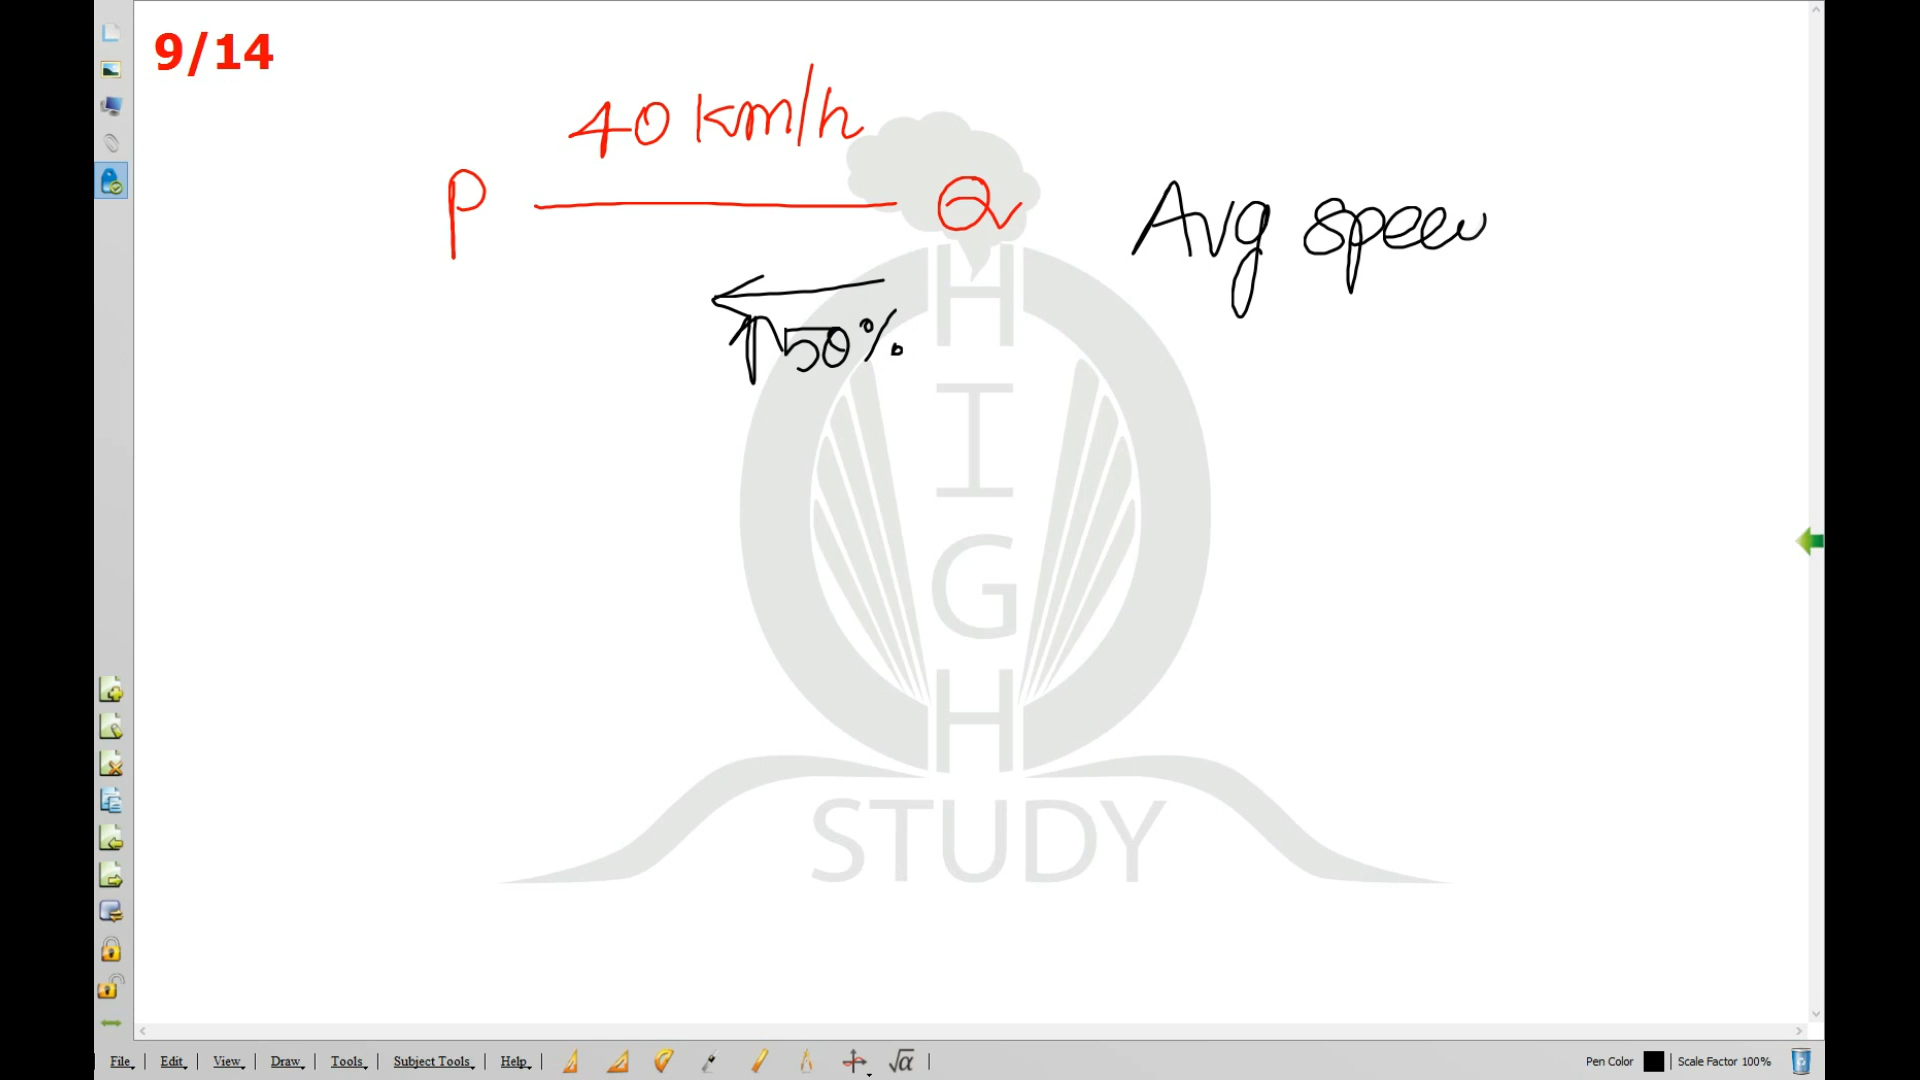 9/14
40 km/h
P Q Avg speed
↑50%
HIGH
STUDY
File Edit View Draw Tools Subject Tools Help Pen Color Scale Factor 100%